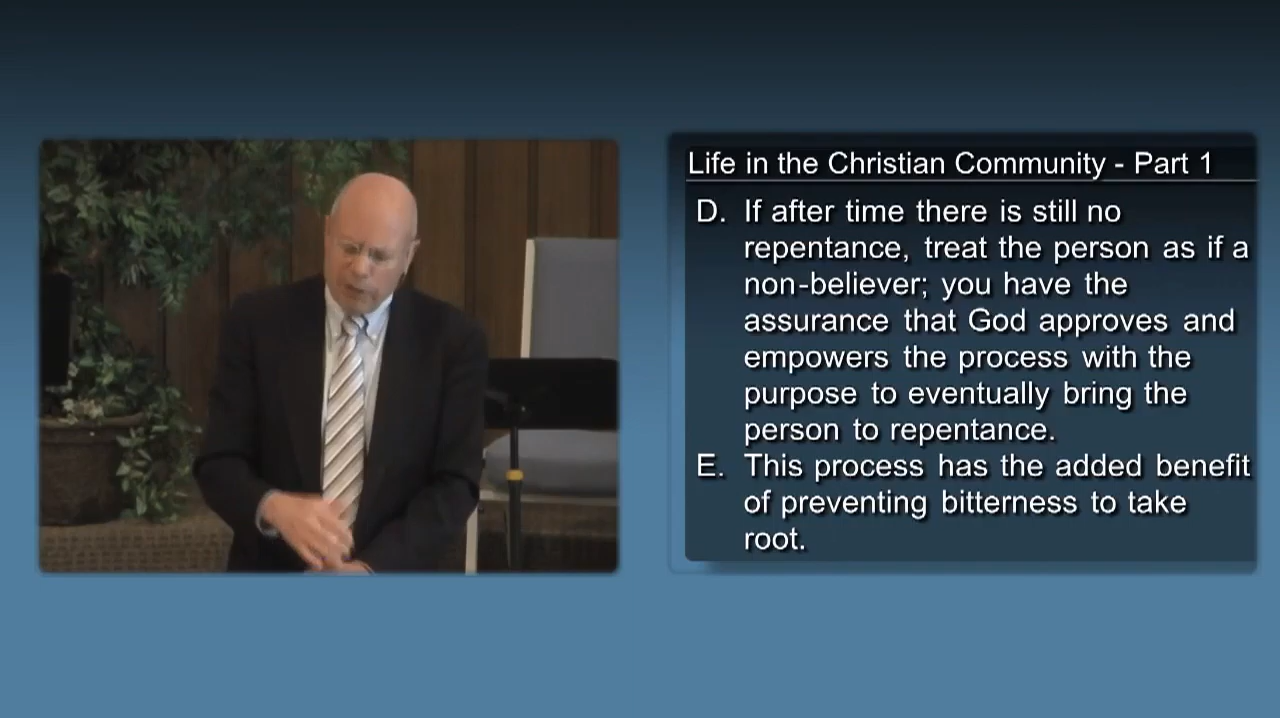 Life in the Christian Community - Part 1
D. If after time there is still no
repentance, treat the person as if a
non-believer; you have the
assurance that God approves and
empowers the process with the
purpose to eventually bring the
person to repentance.
E. This process has the added benefit
of preventing bitterness to take
root.